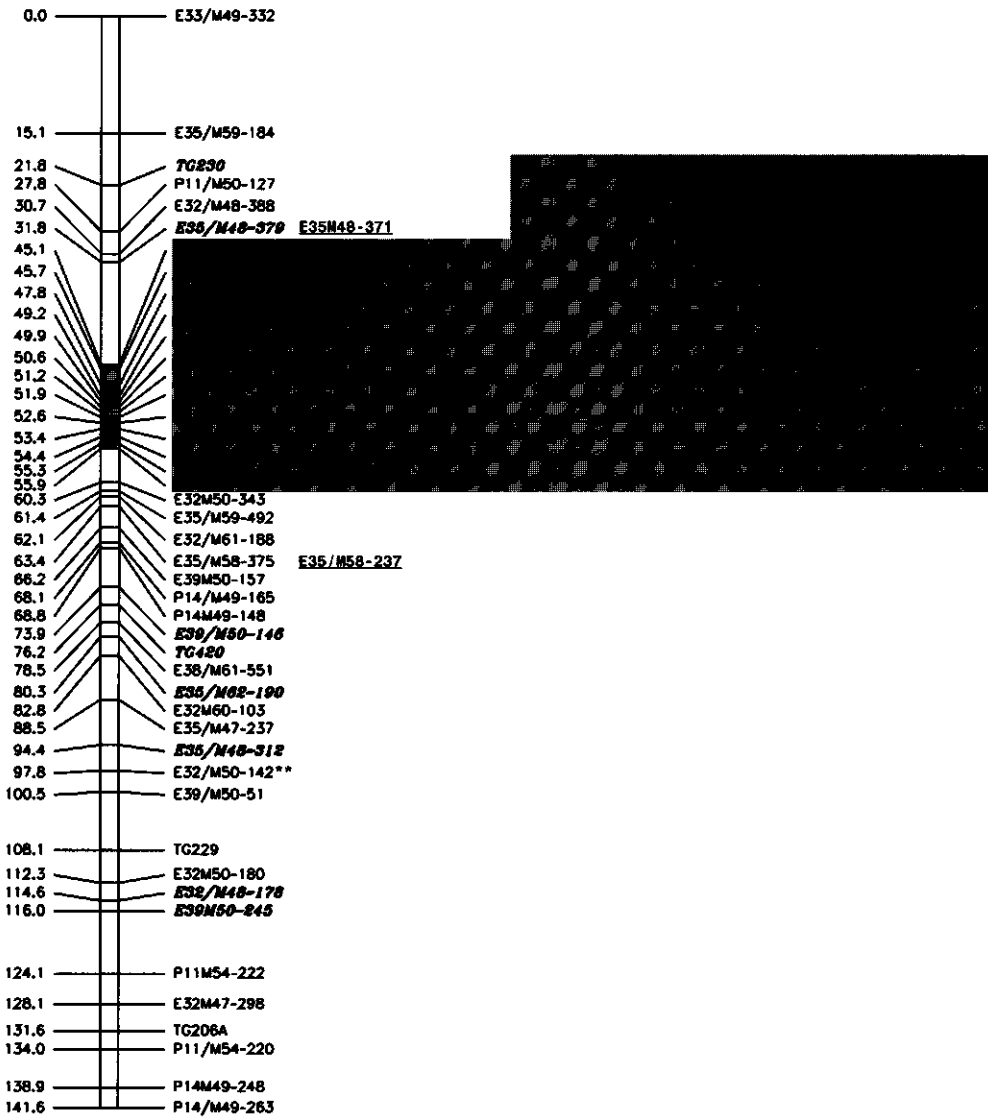 0.0 E33/M49-332
15.1 E35/M59-184
21.8 TG230
27.8 P11/M50-127
30.7 E32/M48-388
31.8 E35/M48-379 E35M48-371
45.1
45.7
47.8
49.2
49.9
50.6
51.2
51.9
52.6
53.4
54.4
55.3
55.9
60.3 E32M50-343
61.4 E35/M59-492
62.1 E32/M61-188
63.4 E35/M58-375 E35/M58-237
66.2 E39M50-157
68.1 P14/M49-165
68.8 P14M49-148
73.9 E39/M50-146
76.2 TG420
78.5 E38/M61-551
80.3 E35/M62-190
82.8 E32M60-103
88.5 E35/M47-237
94.4 E35/M48-312
97.8 E32/M50-142**
100.5 E39/M50-51
108.1 TG229
112.3 E32M50-180
114.6 E32/M48-178
116.0 E39M50-245
124.1 P11M54-222
128.1 E32M47-298
131.6 TG206A
134.0 P11/M54-220
138.9 P14M49-248
141.6 P14/M49-263